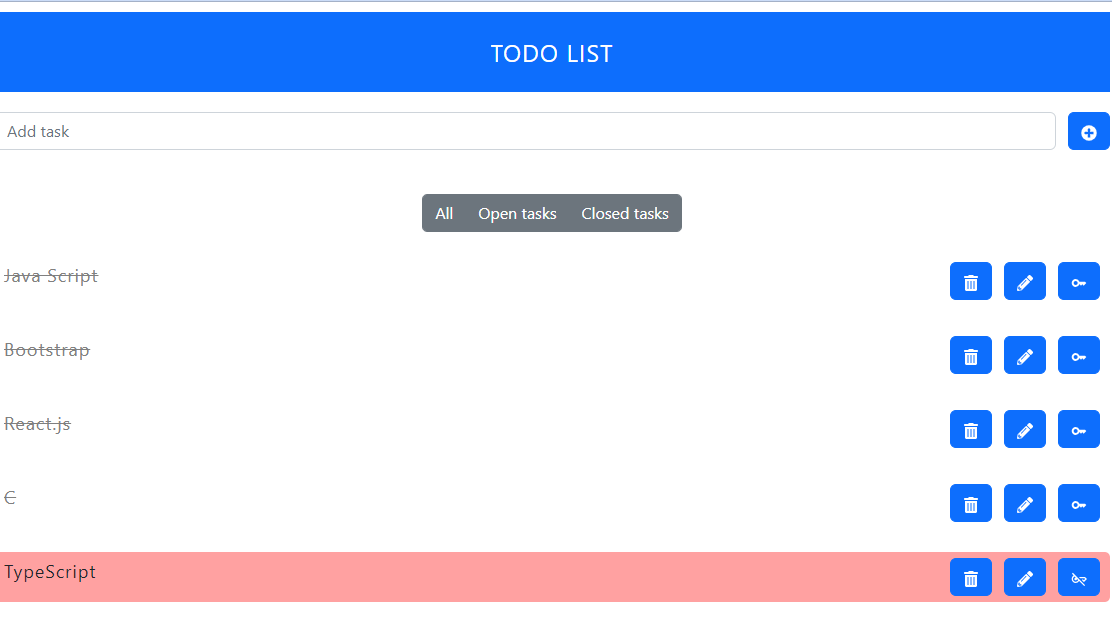 TODO LIST
Add task
All Open tasks Closed tasks
Java Script
Bootstrap
React.js
C
TypeScript